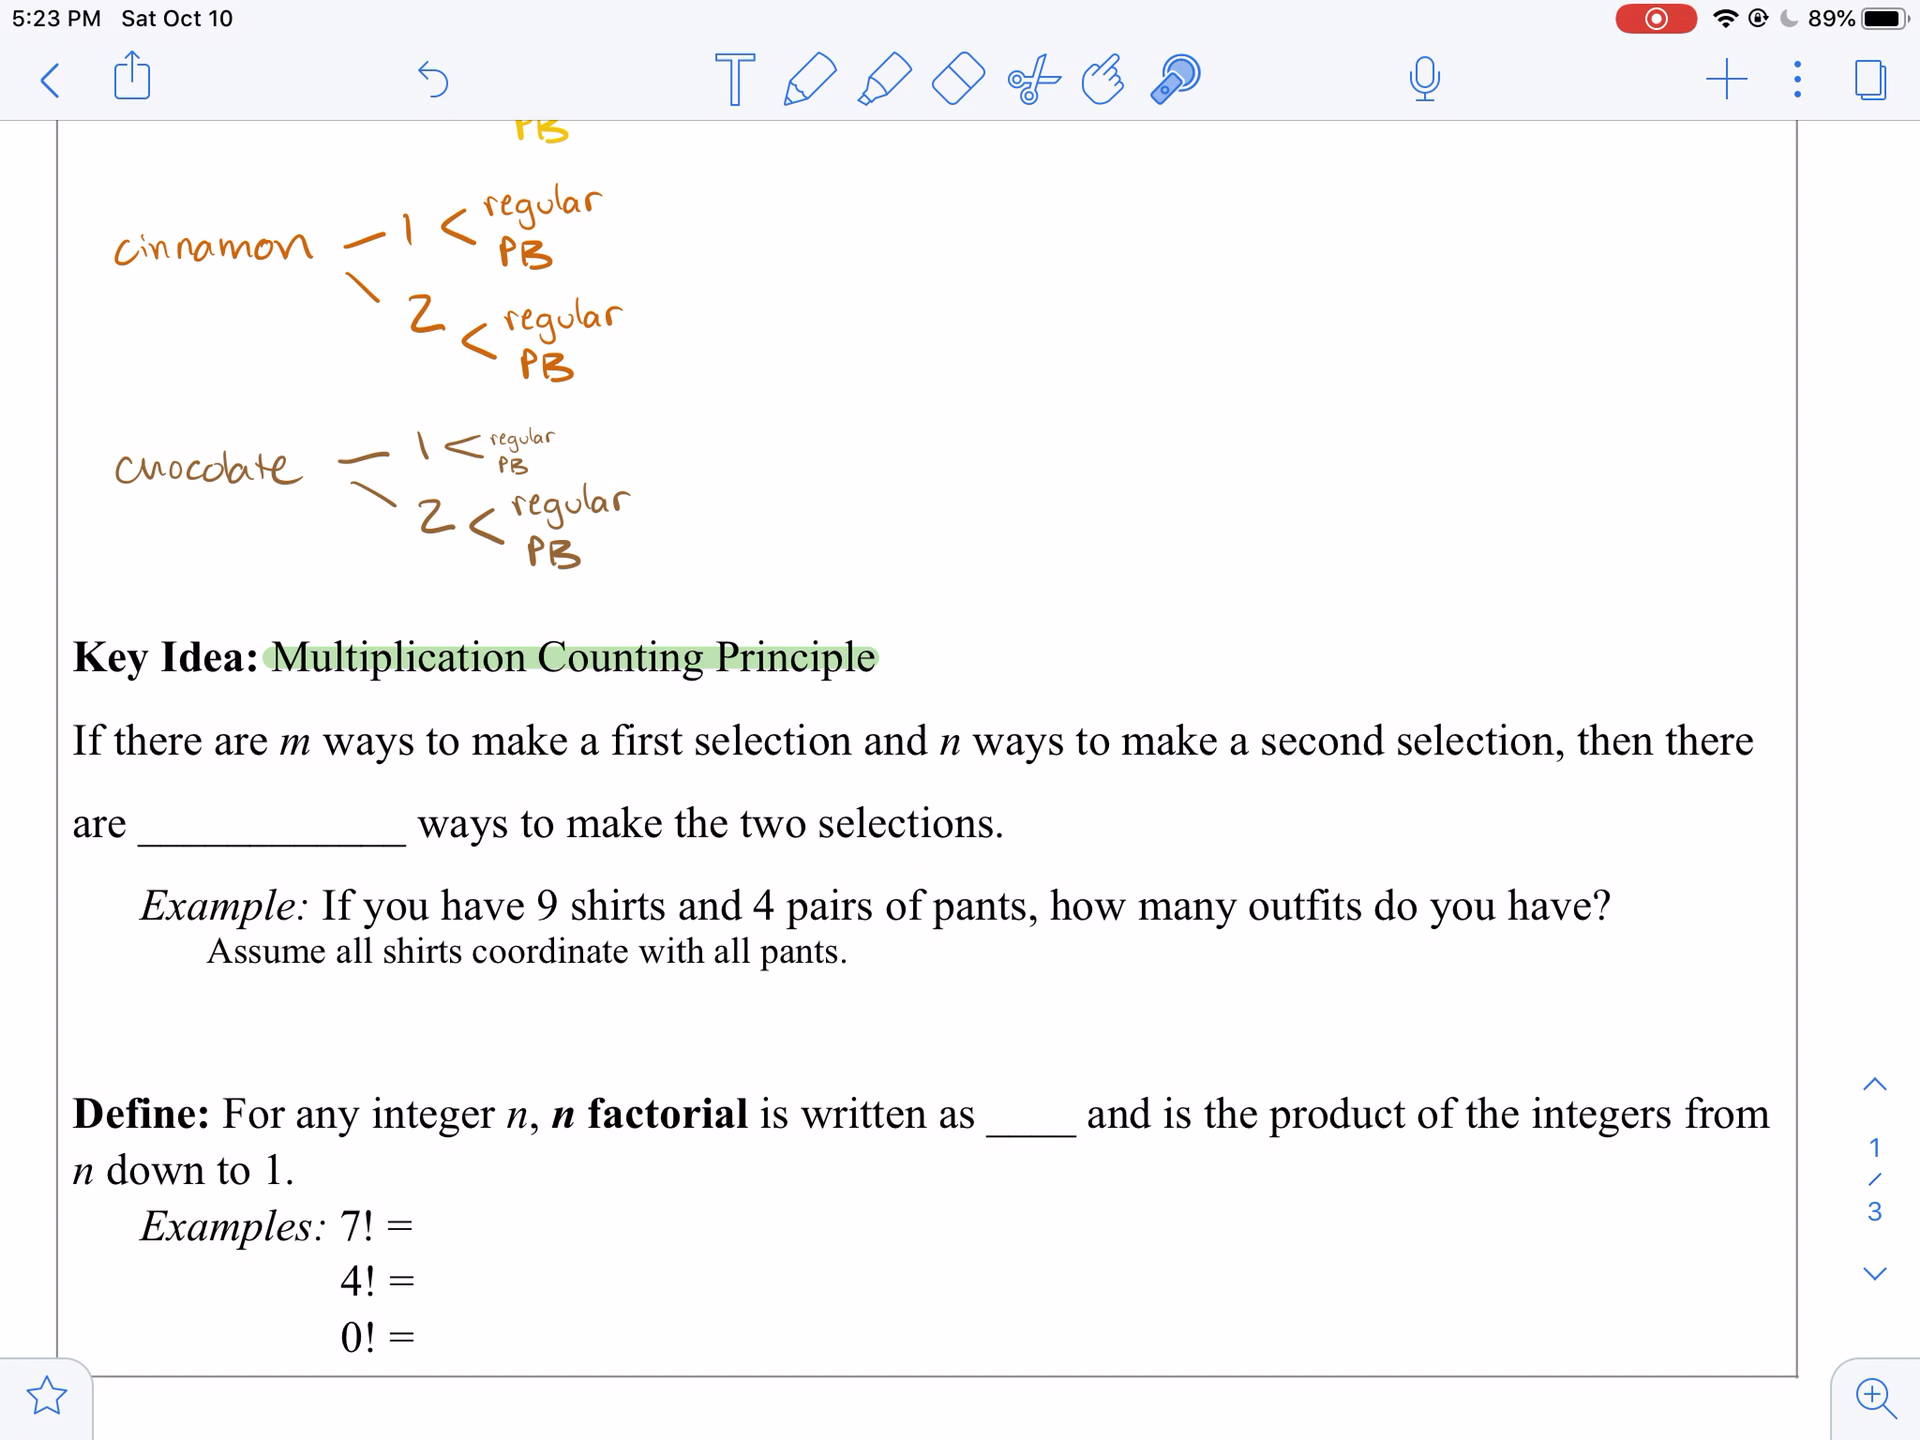 5:23 PM Sat Oct 10
89%
PB
cinnamon — 1 < regular
PB
2 < regular
PB
chocolate — 1 < regular
PB
2 < regular
PB
Key Idea: Multiplication Counting Principle
If there are m ways to make a first selection and n ways to make a second selection, then there
are ____________ ways to make the two selections.
Example: If you have 9 shirts and 4 pairs of pants, how many outfits do you have?
Assume all shirts coordinate with all pants.
Define: For any integer n, n factorial is written as ____ and is the product of the integers from
n down to 1.
Examples: 7! =
4! =
0! =
1
/
3